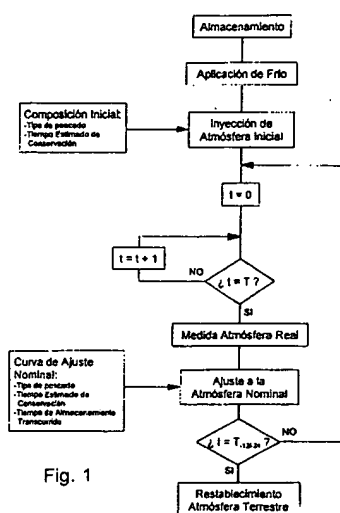 Almacenamiento
Aplicación de Frío
Composición Inicial:
-Tipo de pescado
-Tiempo Estimado de
Conservación
Inyección de
Atmósfera Inicial
t = 0
t = t + 1
NO
¿ t = T ?
SI
Medida Atmósfera Real
Curva de Ajuste
Nominal:
-Tipo de pescado
-Tiempo Estimado de
Conservación
-Tiempo de Almacenamiento
Transcurrido
Ajuste a la
Atmósfera Nominal
¿ t = T ?
NO
SI
Fig. 1
Restablecimiento
Atmósfera Terrestre